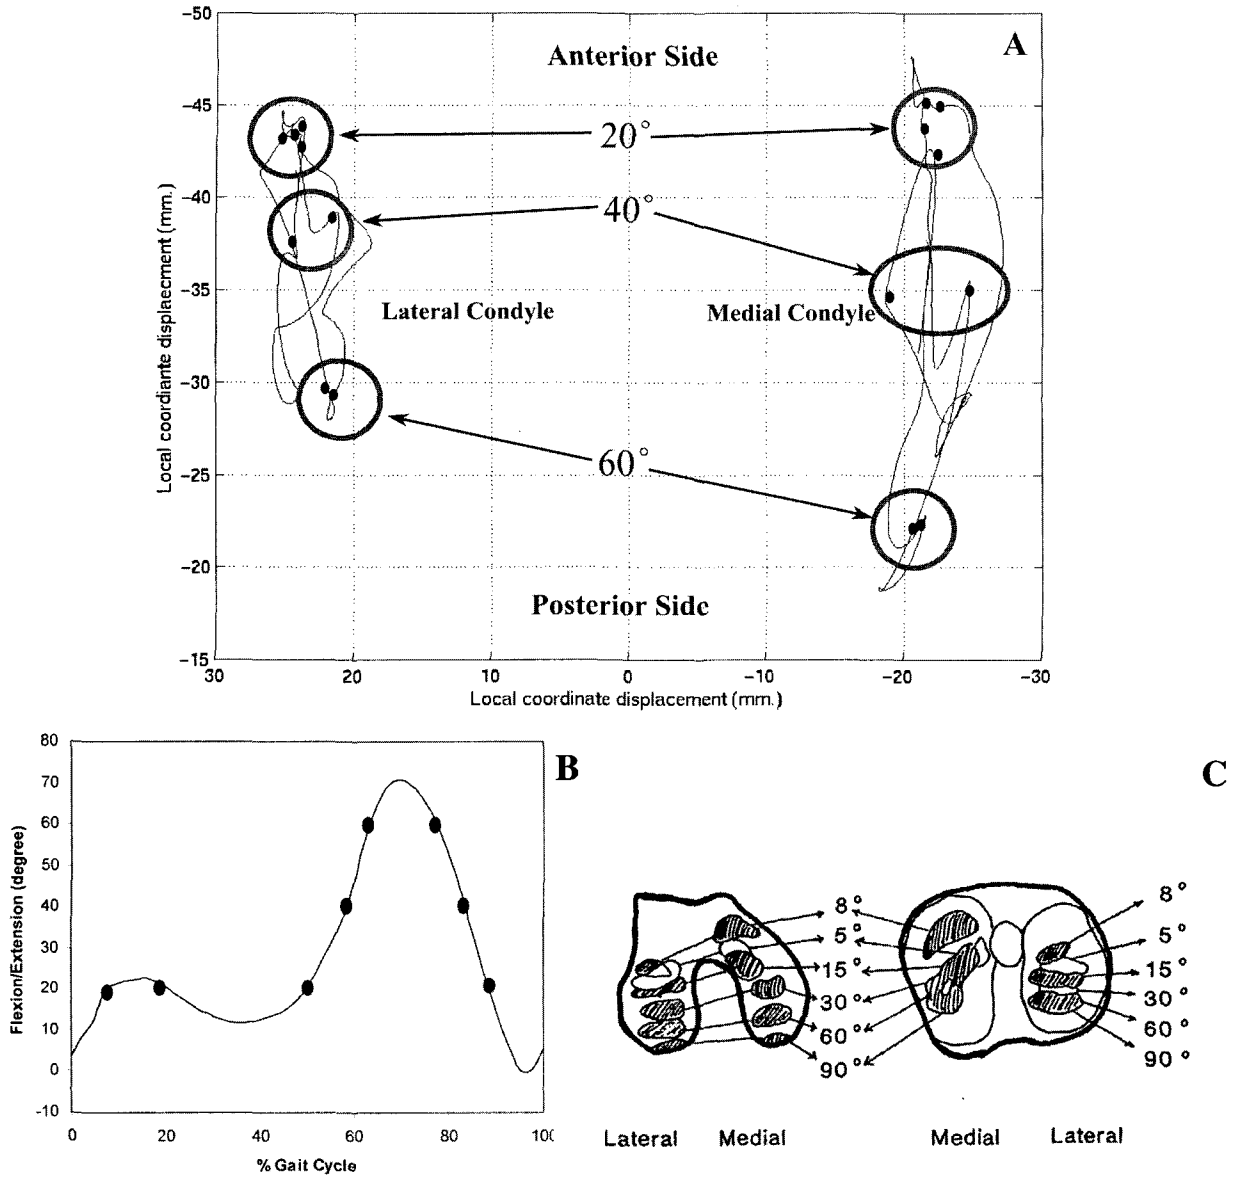 A
Anterior Side
-50
-45
-40
-35
-30
-25
-20
-15
Local coordiante displaecment (mm.)
20°
40°
Lateral Condyle
Medial Condyle
60°
Posterior Side
30 20 10 0 -10 -20 -30
Local coordinate displacement (mm.)
B
80
70
60
50
40
30
20
10
0
-10
Flexion/Extension (degree)
0 20 40 60 80 100
% Gait Cycle
C
8°
5°
15°
30°
60°
90°
8°
5°
15°
30°
60°
90°
Lateral Medial
Medial Lateral